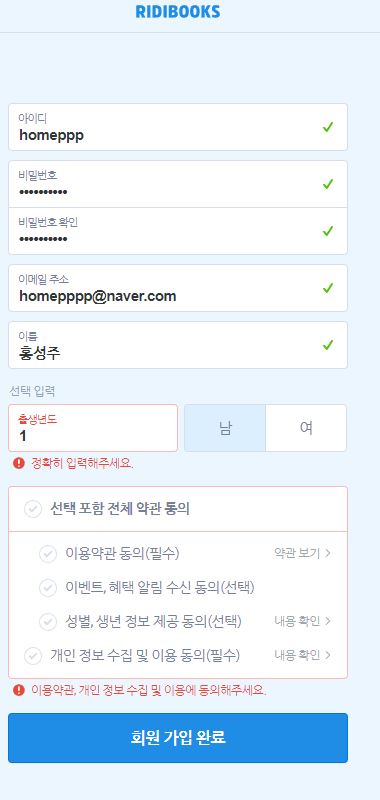 RIDIBOOKS
아이디
homeppp
비밀번호
••••••••••
비밀번호 확인
••••••••••
이메일 주소
homepppp@naver.com
이름
홍성주
선택 입력
출생년도
1
남
여
정확히 입력해주세요.
선택 포함 전체 약관 동의
이용약관 동의(필수)
약관 보기 >
이벤트, 혜택 알림 수신 동의(선택)
성별, 생년 정보 제공 동의(선택)
내용 확인 >
개인 정보 수집 및 이용 동의(필수)
내용 확인 >
이용약관, 개인 정보 수집 및 이용에 동의해주세요.
회원 가입 완료